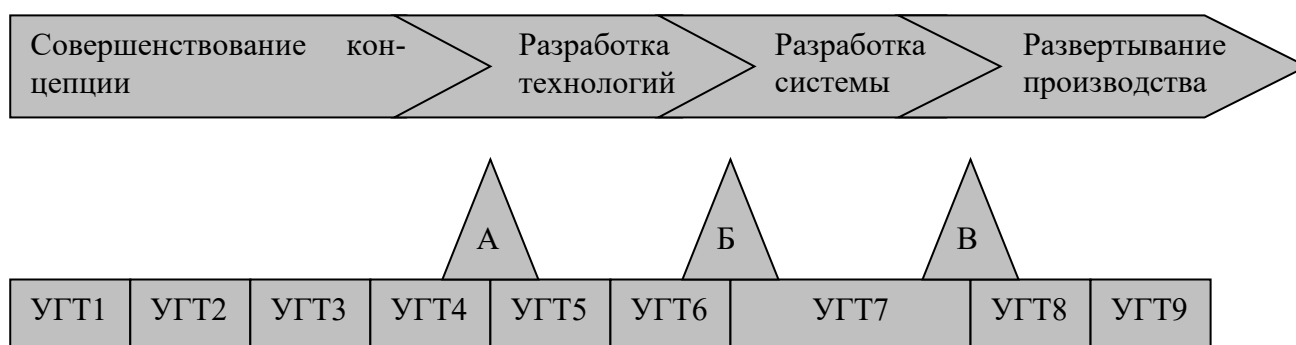 Совершенствование кон-
цепции
Разработка
технологий
Разработка
системы
Развертывание
производства
А
Б
В
УГТ1
УГТ2
УГТ3
УГТ4
УГТ5
УГТ6
УГТ7
УГТ8
УГТ9